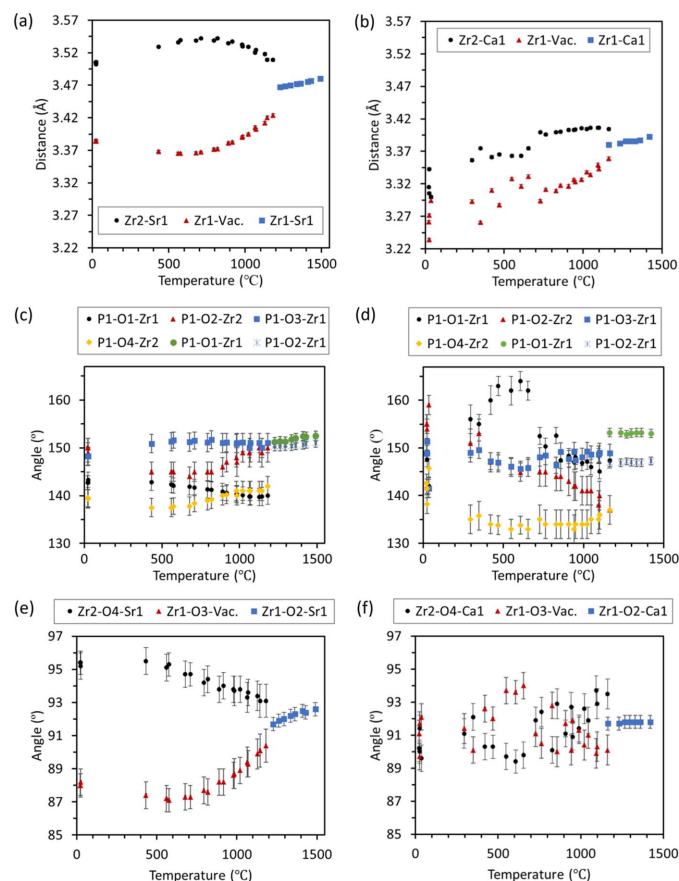 (a)
3.57
3.52
3.47
3.42
3.37
3.32
3.27
3.22
Distance (Å)
Zr2-Sr1 Zr1-Vac. Zr1-Sr1
0 500 1000 1500
Temperature (°C)
(b)
3.57
3.52
3.47
3.42
3.37
3.32
3.27
3.22
Distance (Å)
Zr2-Ca1 Zr1-Vac. Zr1-Ca1
0 500 1000 1500
Temperature (°C)
(c)
P1-O1-Zr1 P1-O2-Zr2 P1-O3-Zr1
P1-O4-Zr2 P1-O1-Zr1 P1-O2-Zr1
160
150
140
130
Angle (°)
0 500 1000 1500
Temperature (°C)
(d)
P1-O1-Zr1 P1-O2-Zr2 P1-O3-Zr1
P1-O4-Zr2 P1-O1-Zr1 P1-O2-Zr1
160
150
140
130
Angle (°)
0 500 1000 1500
Temperature (°C)
(e)
Zr2-O4-Sr1 Zr1-O3-Vac. Zr1-O2-Sr1
97
95
93
91
89
87
85
Angle (°)
0 500 1000 1500
Temperature (°C)
(f)
Zr2-O4-Ca1 Zr1-O3-Vac. Zr1-O2-Ca1
97
95
93
91
89
87
85
Angle (°)
0 500 1000 1500
Temperature (°C)